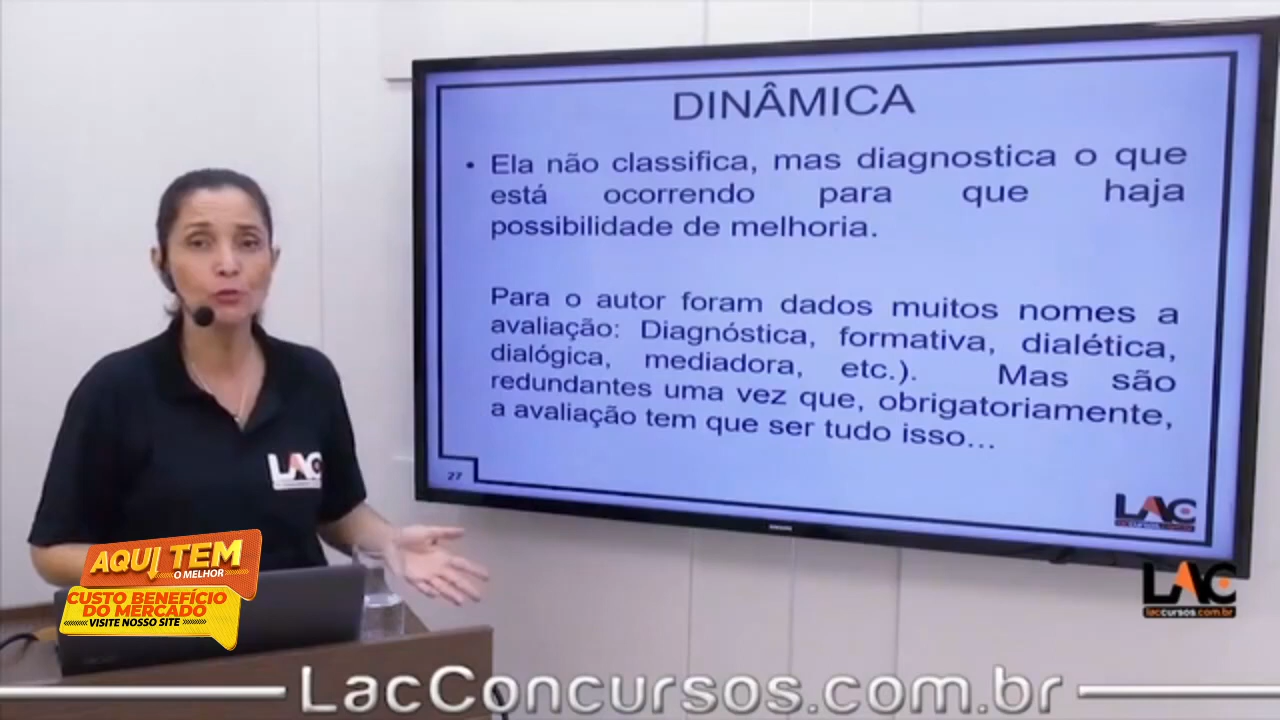 DINÂMICA
• Ela não classifica, mas diagnostica o que
está ocorrendo para que haja
possibilidade de melhoria.
Para o autor foram dados muitos nomes a
avaliação: Diagnóstica, formativa, dialética,
dialógica, mediadora, etc.). Mas são
redundantes uma vez que, obrigatoriamente,
a avaliação tem que ser tudo isso...
27
LAC
LAC
LAC
laccursos.com.br
AQUI TEM
O MELHOR
CUSTO BENEFÍCIO
DO MERCADO
VISITE NOSSO SITE
LacConcursos.com.br